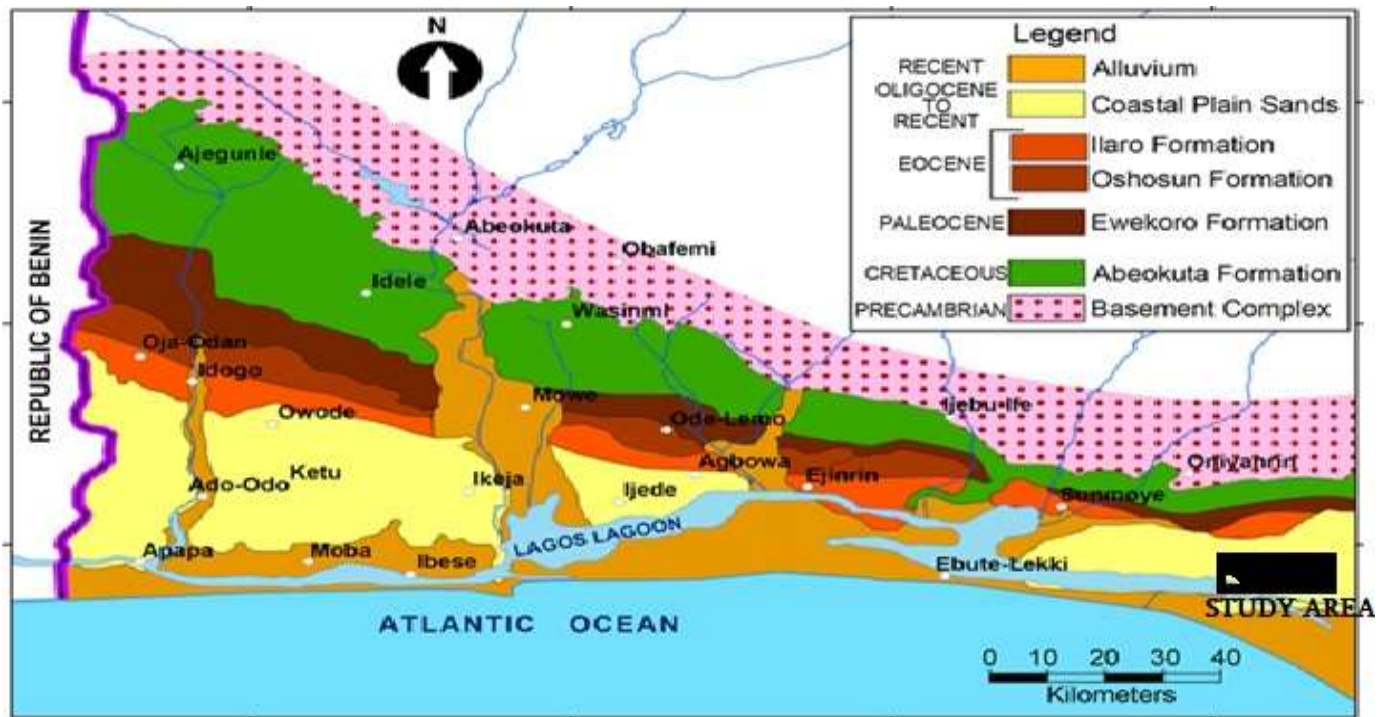 N
Legend
RECENT Alluvium
OLIGOCENE
TO
RECENT
Coastal Plain Sands
EOCENE
Ilaro Formation
Oshosun Formation
PALEOCENE Ewekoro Formation
CRETACEOUS Abeokuta Formation
PRECAMBRIAN Basement Complex
REPUBLIC OF BENIN
Ajegunle
Abeokuta
Obafemi
Idele
Wasinmi
Oja-Odan
Idogo
Owode
Mowe
Ode-Lemo
Ijebu-Ife
Ketu
Ado-Odo
Ikeja
Ijede
Agbowa
Ejinrin
Sunmoye
Apapa
Moba
Ibese
LAGOS LAGOON
Ebute-Lekki
STUDY AREA
ATLANTIC OCEAN
0 10 20 30 40
Kilometers